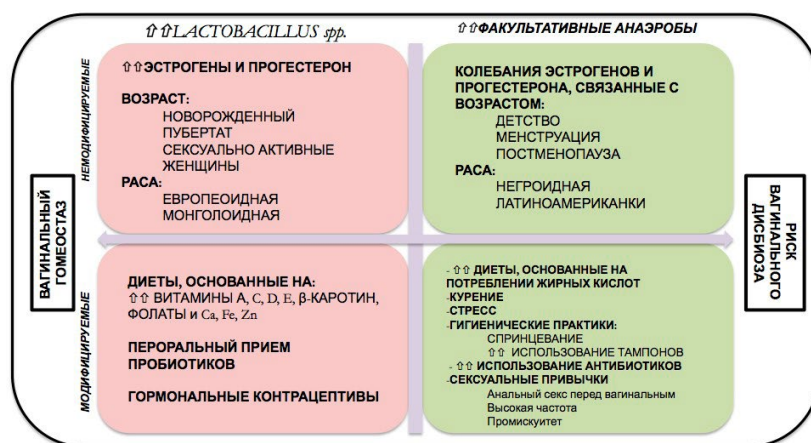 ⇧⇧LACTOBACILLUS spp.
⇧⇧ФАКУЛЬТАТИВНЫЕ АНАЭРОБЫ
НЕМОДИФИЦИРУЕМЫЕ
⇧⇧ЭСТРОГЕНЫ И ПРОГЕСТЕРОН
ВОЗРАСТ:
НОВОРОЖДЕННЫЙ
ПУБЕРТАТ
СЕКСУАЛЬНО АКТИВНЫЕ
ЖЕНЩИНЫ
РАСА:
ЕВРОПЕОИДНАЯ
МОНГОЛОИДНАЯ
КОЛЕБАНИЯ ЭСТРОГЕНОВ И
ПРОГЕСТЕРОНА, СВЯЗАННЫЕ С
ВОЗРАСТОМ:
ДЕТСТВО
МЕНСТРУАЦИЯ
ПОСТМЕНОПАУЗА
РАСА:
НЕГРОИДНАЯ
ЛАТИНОАМЕРИКАНКИ
ВАГИНАЛЬНЫЙ
ГОМЕОСТАЗ
РИСК
ВАГИНАЛЬНОГО
ДИСБИОЗА
МОДИФИЦИРУЕМЫЕ
ДИЕТЫ, ОСНОВАННЫЕ НА:
⇧⇧ ВИТАМИНЫ A, C, D, E, β-КАРОТИН,
ФОЛАТЫ и Ca, Fe, Zn
ПЕРОРАЛЬНЫЙ ПРИЕМ
ПРОБИОТИКОВ
ГОРМОНАЛЬНЫЕ КОНТРАЦЕПТИВЫ
- ⇧⇧ ДИЕТЫ, ОСНОВАННЫЕ НА
ПОТРЕБЛЕНИИ ЖИРНЫХ КИСЛОТ
-КУРЕНИЕ
-СТРЕСС
-ГИГИЕНИЧЕСКИЕ ПРАКТИКИ:
СПРИНЦЕВАНИЕ
⇧⇧ ИСПОЛЬЗОВАНИЕ ТАМПОНОВ
- ⇧⇧ ИСПОЛЬЗОВАНИЕ АНТИБИОТИКОВ
-СЕКСУАЛЬНЫЕ ПРИВЫЧКИ
Анальный секс перед вагинальным
Высокая частота
Промискуитет